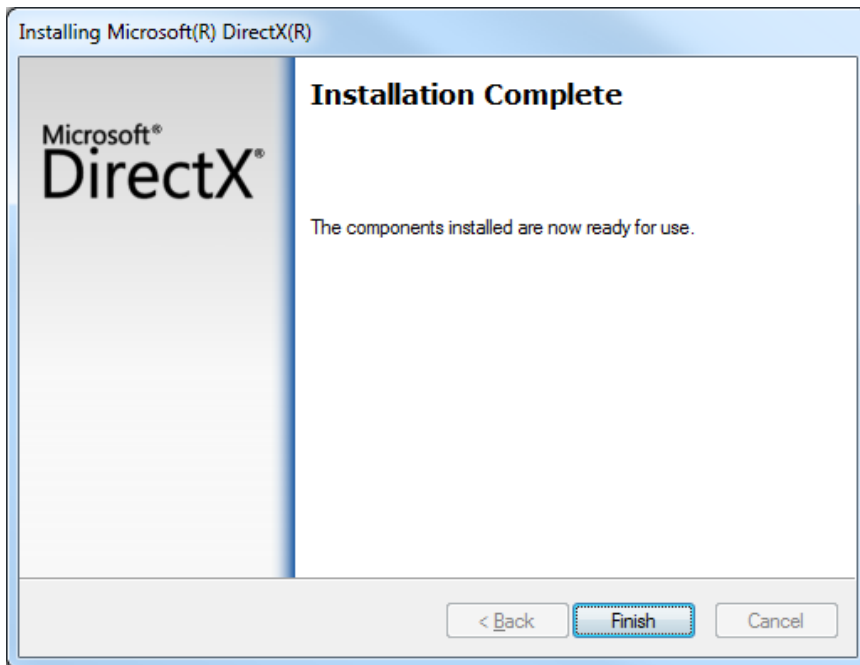 Installing Microsoft(R) DirectX(R)
Microsoft®
DirectX®
Installation Complete
The components installed are now ready for use.
< Back
Finish
Cancel